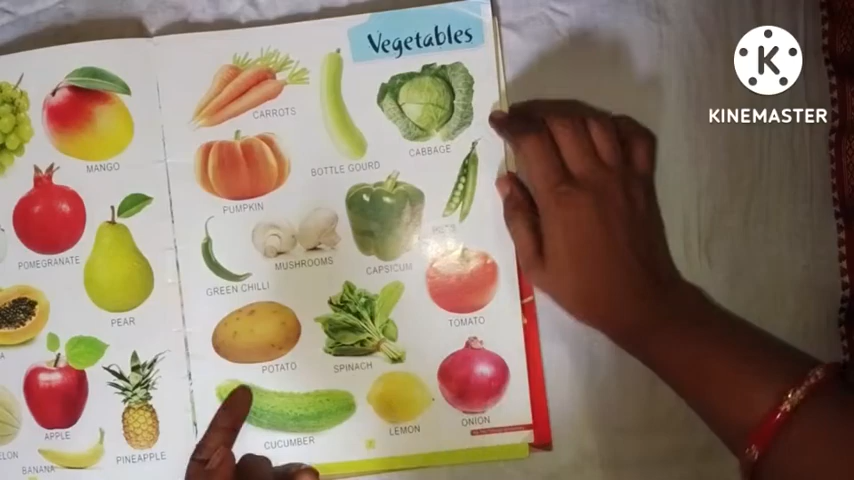 Vegetables
K
KINEMASTER
CARROTS
BOTTLE GOURD
CABBAGE
MANGO
PUMPKIN
POMEGRANATE
MUSHROOMS
CAPSICUM
GREEN CHILLI
PEAR
TOMATO
POTATO
SPINACH
APPLE
CUCUMBER
LEMON
ONION
BANANA
PINEAPPLE